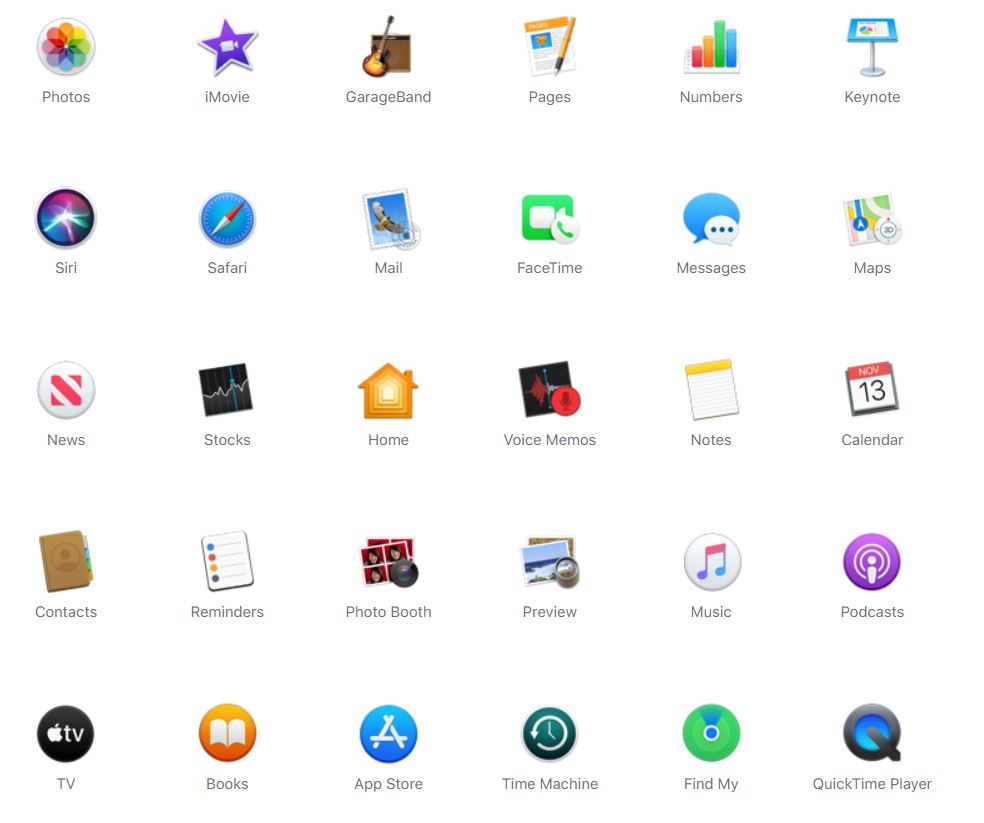 PAGES
Photos
iMovie
GarageBand
Pages
Numbers
Keynote
3D
Siri
Safari
Mail
FaceTime
Messages
Maps
NOV
13
News
Stocks
Home
Voice Memos
Notes
Calendar
Contacts
Reminders
Photo Booth
Preview
Music
Podcasts
tv
TV
Books
App Store
Time Machine
Find My
QuickTime Player